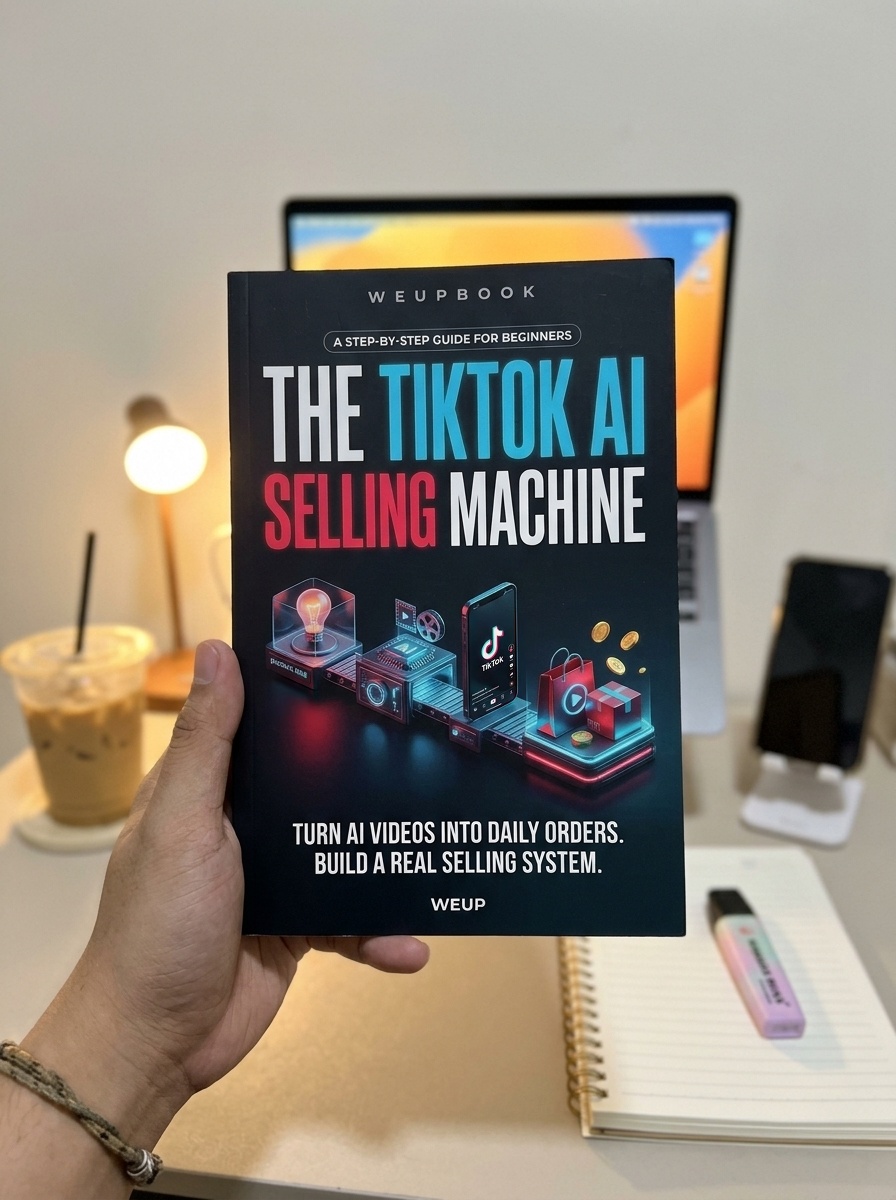 WEUPBOOK
A STEP-BY-STEP GUIDE FOR BEGINNERS
THE TIKTOK AI
SELLING MACHINE
AI
TikTok
TURN AI VIDEOS INTO DAILY ORDERS.
BUILD A REAL SELLING SYSTEM.
WEUP